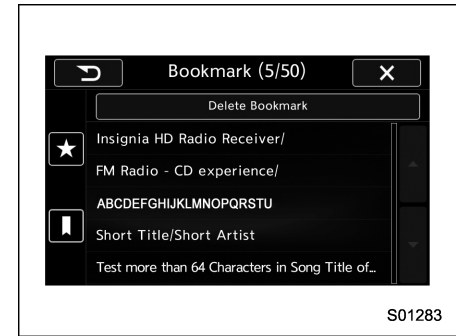 Bookmark (5/50)
Delete Bookmark
Insignia HD Radio Receiver/
FM Radio - CD experience/
ABCDEFGHIJKLMNOPQRSTU
Short Title/Short Artist
Test more than 64 Characters in Song Title of...
S01283